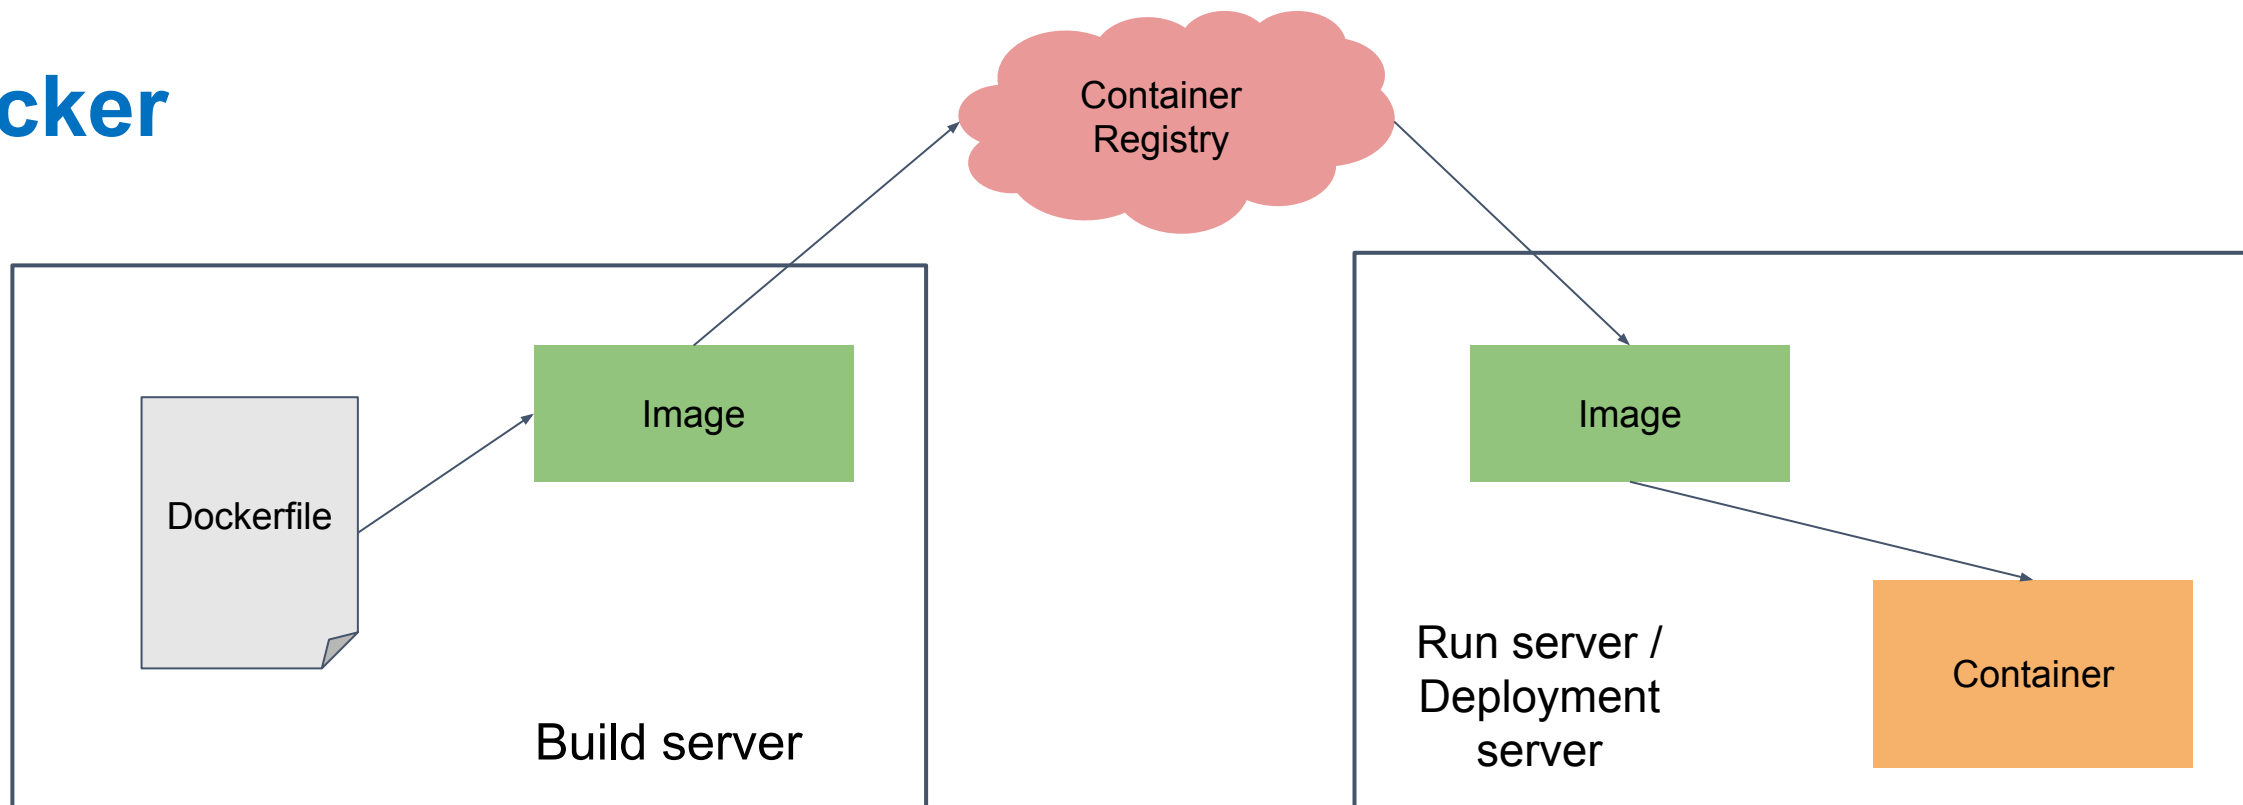 cker
Container
Registry
Image
Dockerfile
Build server
Image
Run server /
Deployment
server
Container